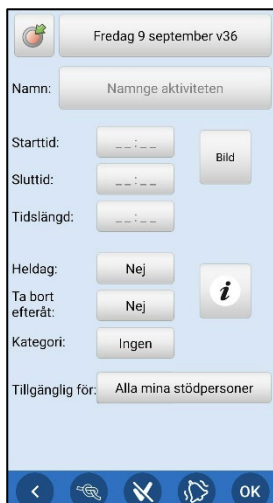 Fredag 9 september v36
Namn: Namnge aktiviteten
Starttid: __:__
Bild
Sluttid: __:__
Tidslängd: __:__
Heldag: Nej
i
Ta bort
efteråt: Nej
Kategori: Ingen
Tillgänglig för: Alla mina stödpersoner
< OK